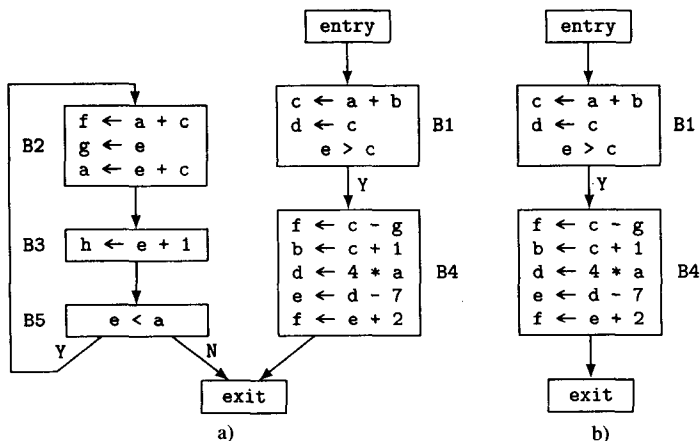 entry
c ← a + b
d ← c
e > c
B1
Y
f ← c - g
b ← c + 1
d ← 4 * a
e ← d - 7
f ← e + 2
B4
B2
f ← a + c
g ← e
a ← e + c
B3
h ← e + 1
B5
e < a
Y
N
exit
a)
entry
c ← a + b
d ← c
e > c
B1
Y
f ← c - g
b ← c + 1
d ← 4 * a
e ← d - 7
f ← e + 2
B4
exit
b)